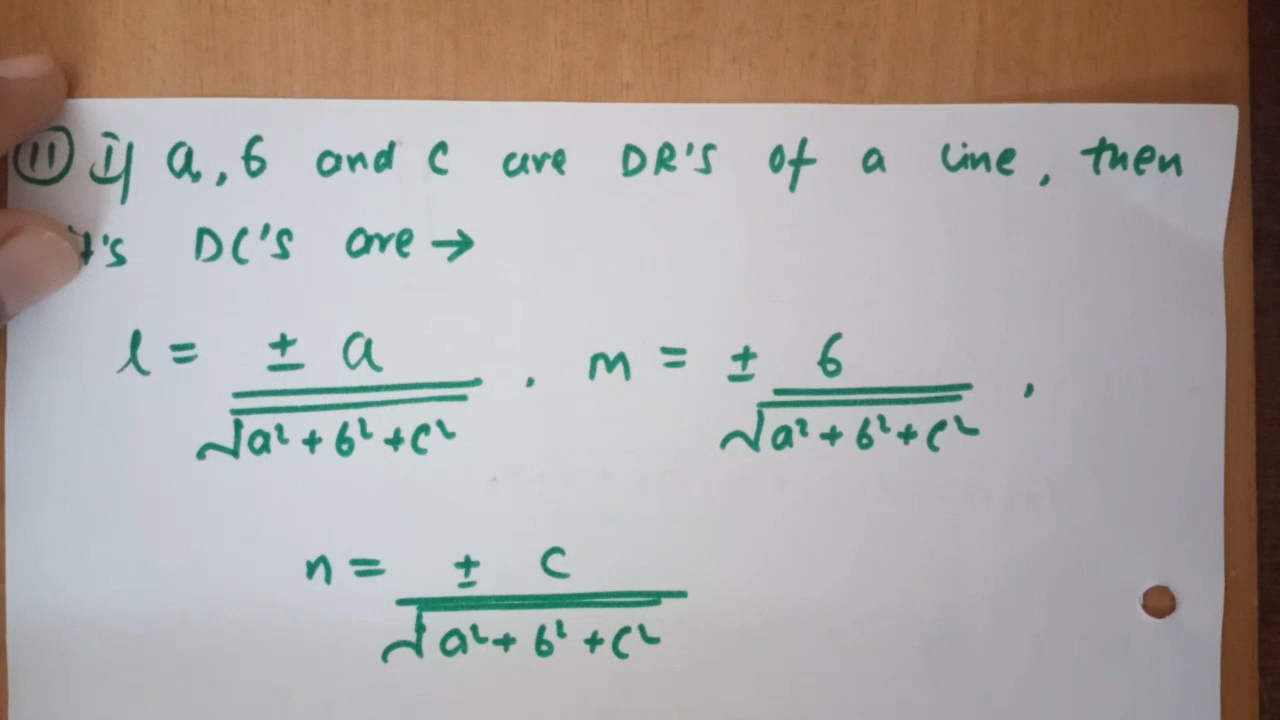 ⑪ If a, b and c are DR'S of a line, then
it's DC'S are →
l = ± a / √a²+b²+c² , m = ± b / √a²+b²+c² ,
n = ± c / √a²+b²+c²